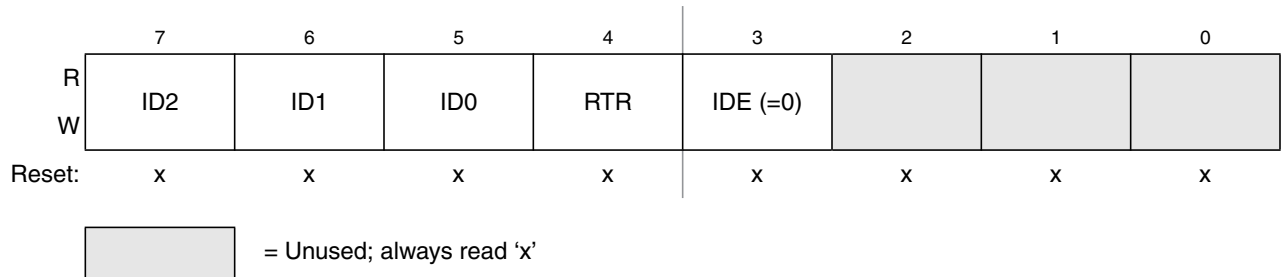 7 6 5 4 3 2 1 0
R
W
ID2 ID1 ID0 RTR IDE (=0)
Reset: x x x x x x x x
= Unused; always read ‘x’